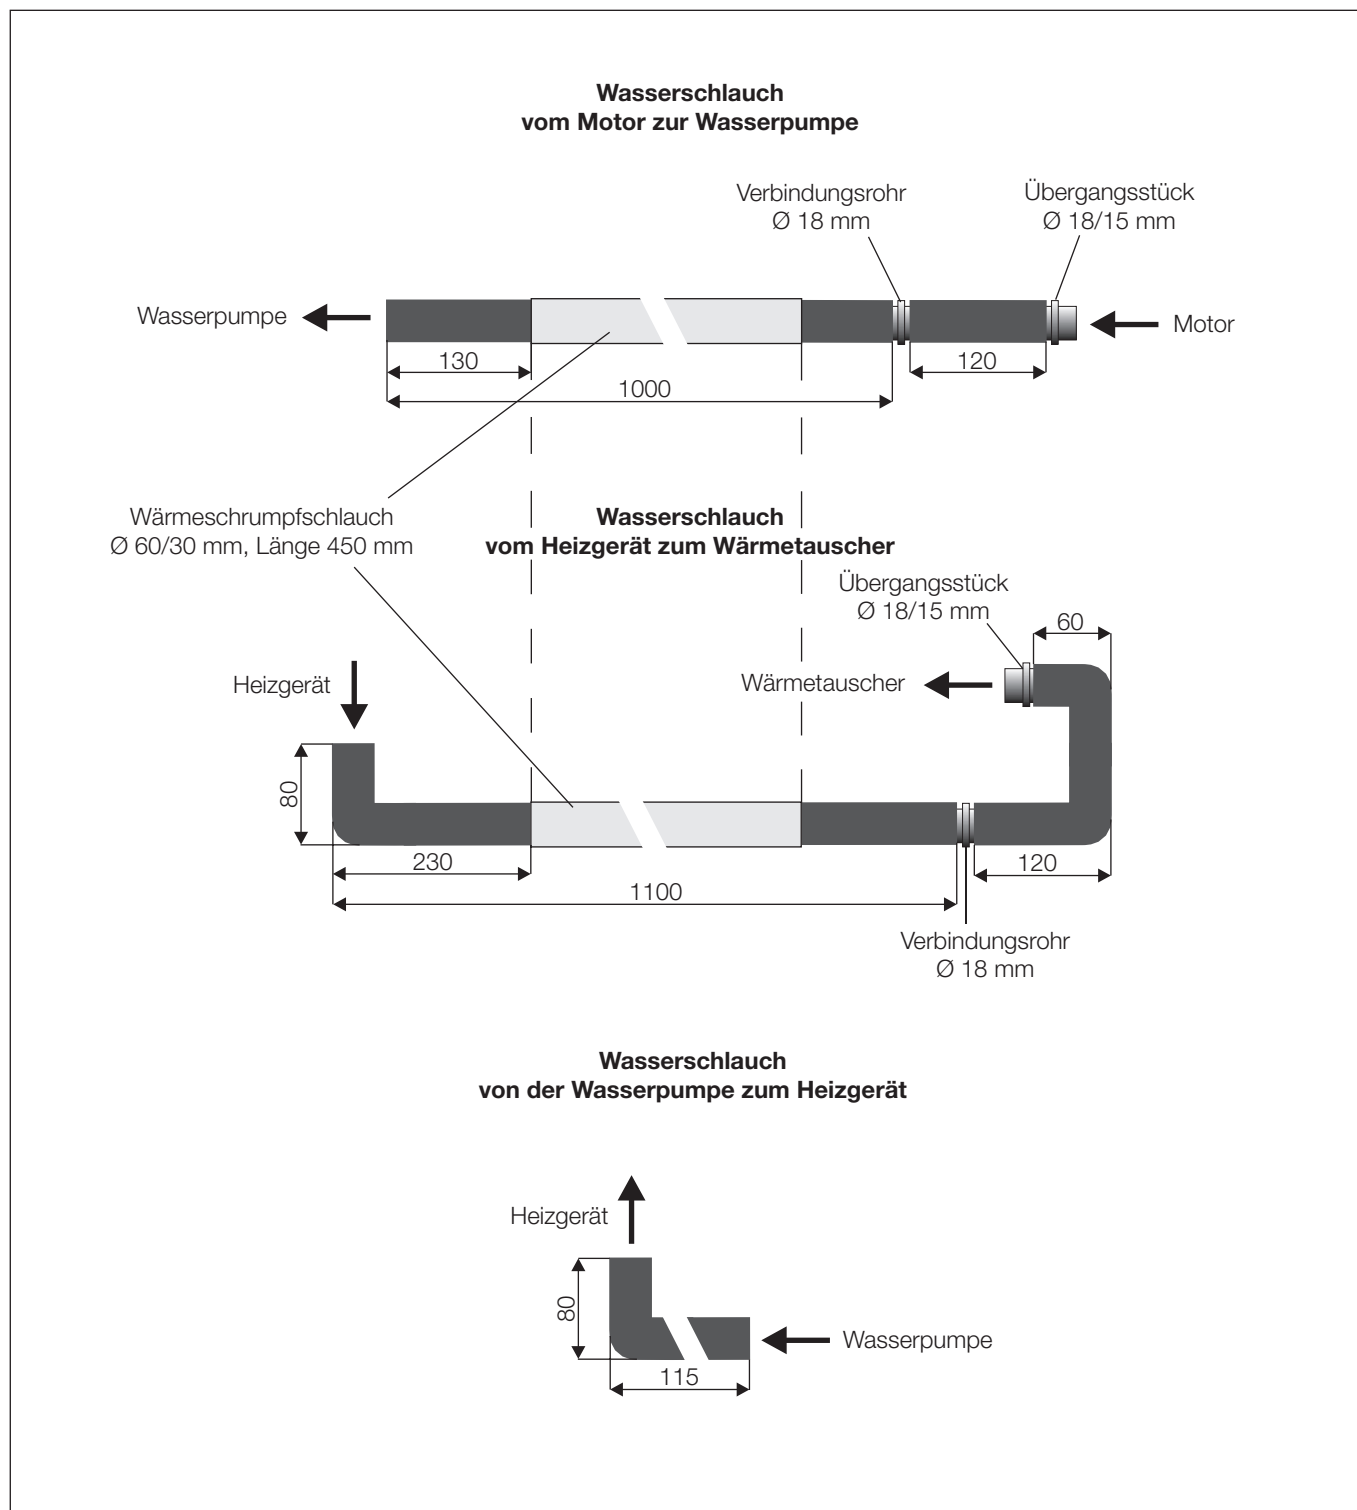 Wasserschlauch
vom Motor zur Wasserpumpe
Verbindungsrohr
Ø 18 mm
Übergangsstück
Ø 18/15 mm
Wasserpumpe
Motor
130
120
1000
Wärmeschrumpfschlauch
Ø 60/30 mm, Länge 450 mm
Wasserschlauch
vom Heizgerät zum Wärmetauscher
Übergangsstück
Ø 18/15 mm
60
Heizgerät
Wärmetauscher
80
230
120
1100
Verbindungsrohr
Ø 18 mm
Wasserschlauch
von der Wasserpumpe zum Heizgerät
Heizgerät
80
Wasserpumpe
115